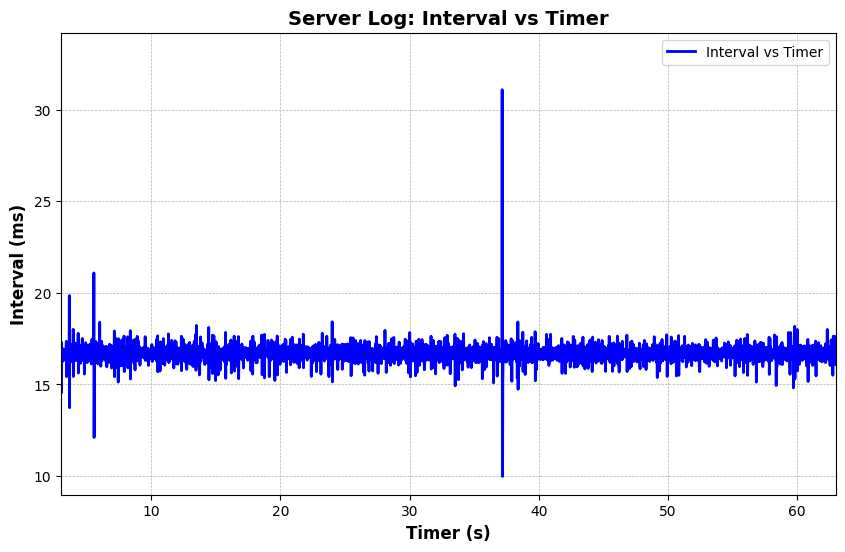 Server Log: Interval vs Timer
Interval vs Timer
30
25
20
15
10
Interval (ms)
10 20 30 40 50 60
Timer (s)